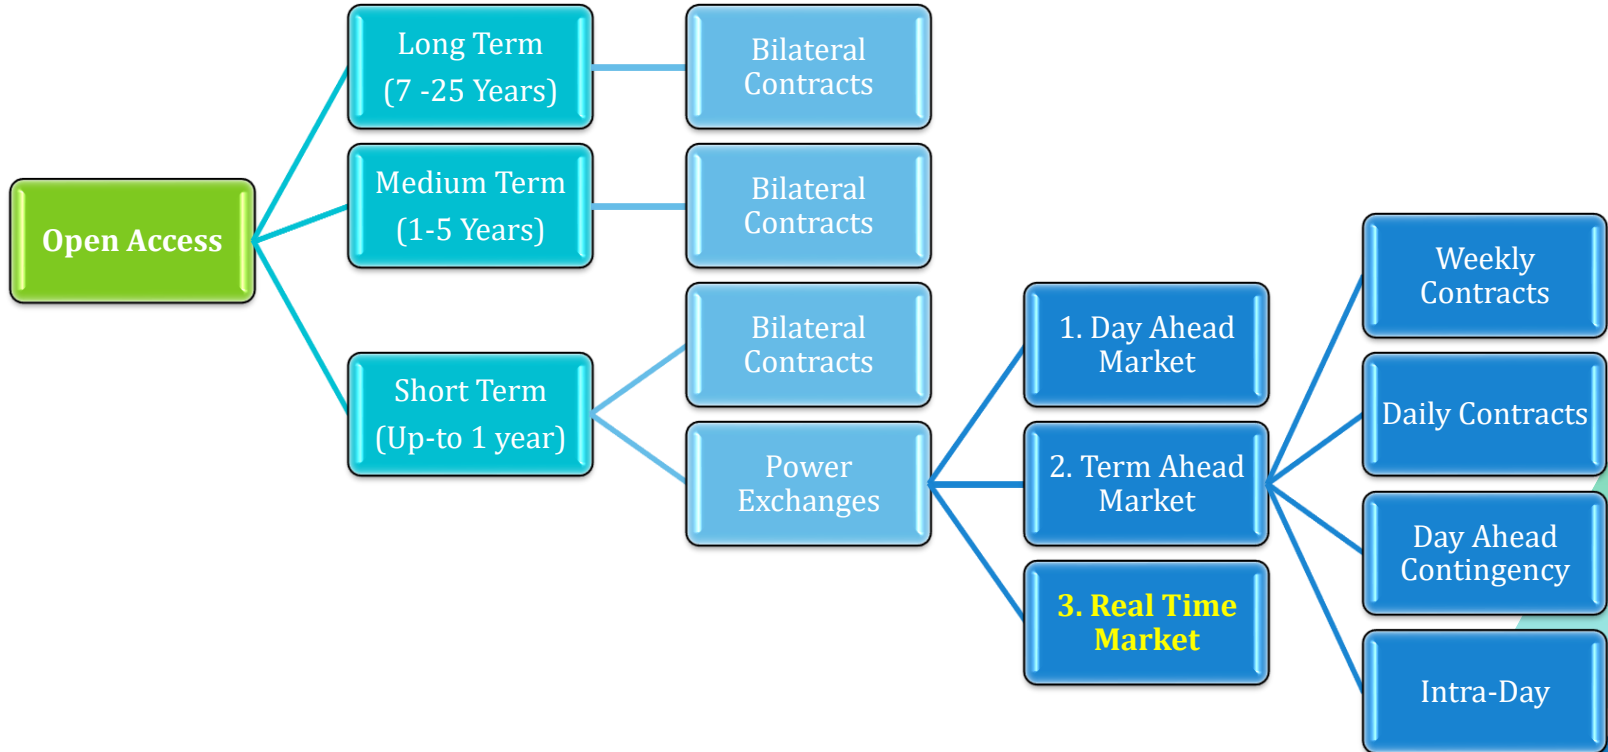 Open Access
Long Term
(7 -25 Years)
Medium Term
(1-5 Years)
Short Term
(Up-to 1 year)
Bilateral
Contracts
Bilateral
Contracts
Bilateral
Contracts
Power
Exchanges
1. Day Ahead
Market
2. Term Ahead
Market
3. Real Time
Market
Weekly
Contracts
Daily Contracts
Day Ahead
Contingency
Intra-Day